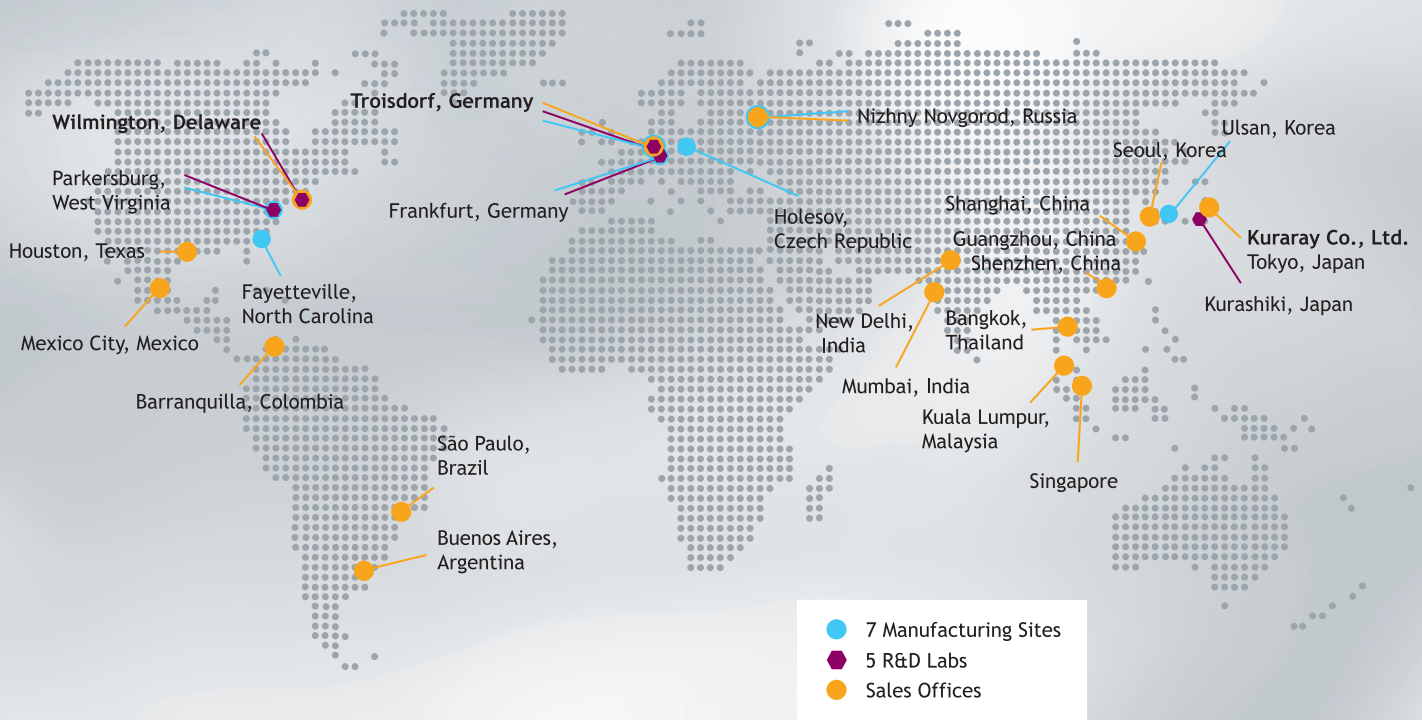 Troisdorf, Germany
Wilmington, Delaware
Nizhny Novgorod, Russia
Ulsan, Korea
Seoul, Korea
Parkersburg,
West Virginia
Frankfurt, Germany
Holesov,
Czech Republic
Shanghai, China
Guangzhou, China
Shenzhen, China
Kuraray Co., Ltd.
Tokyo, Japan
Houston, Texas
Fayetteville,
North Carolina
Kurashiki, Japan
Mexico City, Mexico
New Delhi,
India
Bangkok,
Thailand
Mumbai, India
Barranquilla, Colombia
Kuala Lumpur,
Malaysia
São Paulo,
Brazil
Singapore
Buenos Aires,
Argentina
7 Manufacturing Sites
5 R&D Labs
Sales Offices